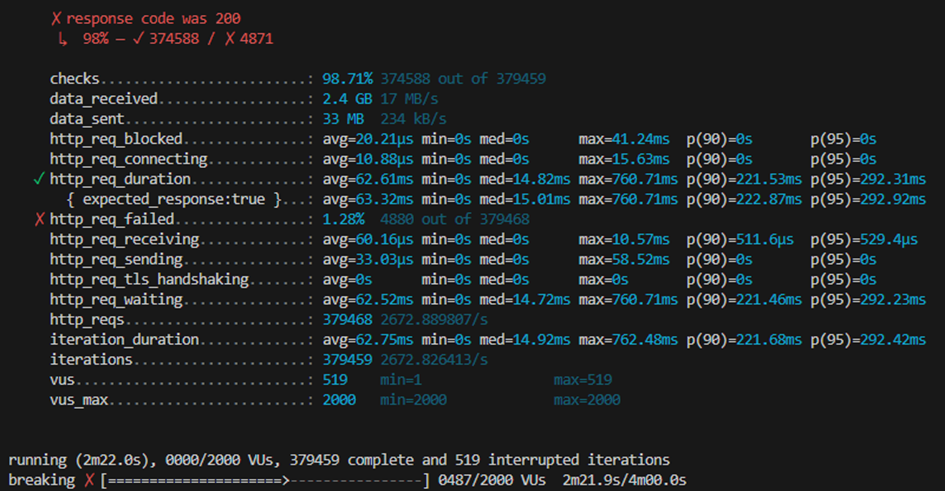 ✗ response code was 200
↳ 98% — ✓ 374588 / ✗ 4871
checks.........................: 98.71% 374588 out of 379459
data_received..................: 2.4 GB 17 MB/s
data_sent......................: 33 MB 234 kB/s
http_req_blocked...............: avg=20.21µs min=0s med=0s max=41.24ms p(90)=0s p(95)=0s
http_req_connecting............: avg=10.88µs min=0s med=0s max=15.63ms p(90)=0s p(95)=0s
✓ http_req_duration..............: avg=62.61ms min=0s med=14.82ms max=760.71ms p(90)=221.53ms p(95)=292.31ms
{ expected_response:true }...: avg=63.32ms min=0s med=15.01ms max=760.71ms p(90)=222.87ms p(95)=292.92ms
✗ http_req_failed................: 1.28% 4880 out of 379468
http_req_receiving.............: avg=60.16µs min=0s med=0s max=10.57ms p(90)=511.6µs p(95)=529.4µs
http_req_sending...............: avg=33.03µs min=0s med=0s max=58.52ms p(90)=0s p(95)=0s
http_req_tls_handshaking.......: avg=0s min=0s med=0s max=0s p(90)=0s p(95)=0s
http_req_waiting...............: avg=62.52ms min=0s med=14.72ms max=760.71ms p(90)=221.46ms p(95)=292.23ms
http_reqs......................: 379468 2672.889807/s
iteration_duration.............: avg=62.75ms min=0s med=14.92ms max=762.48ms p(90)=221.68ms p(95)=292.42ms
iterations.....................: 379459 2672.826413/s
vus............................: 519 min=1 max=519
vus_max........................: 2000 min=2000 max=2000
running (2m22.0s), 0000/2000 VUs, 379459 complete and 519 interrupted iterations
breaking ✗ [=====================>----------------] 0487/2000 VUs 2m21.9s/4m00.0s